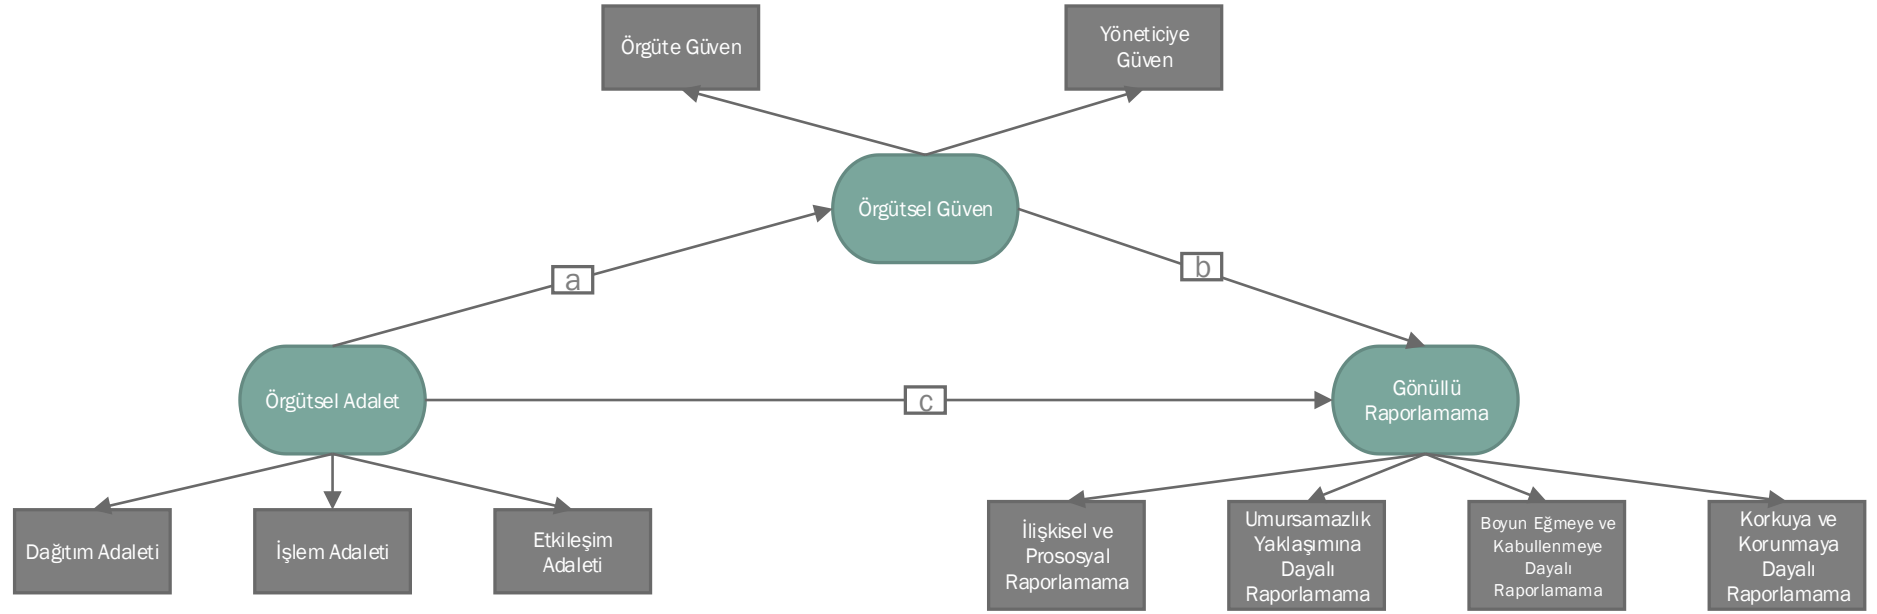 Örgüte Güven
Yöneticiye
Güven
Örgütsel Güven
a
b
Örgütsel Adalet
c
Gönüllü
Raporlamama
Dağıtım Adaleti
İşlem Adaleti
Etkileşim
Adaleti
İlişkisel ve
Prososyal
Raporlamama
Umursamazlık
Yaklaşımına
Dayalı
Raporlamama
Boyun Eğmeye ve
Kabullenmeye
Dayalı
Raporlamama
Korkuya ve
Korunmaya
Dayalı
Raporlamama